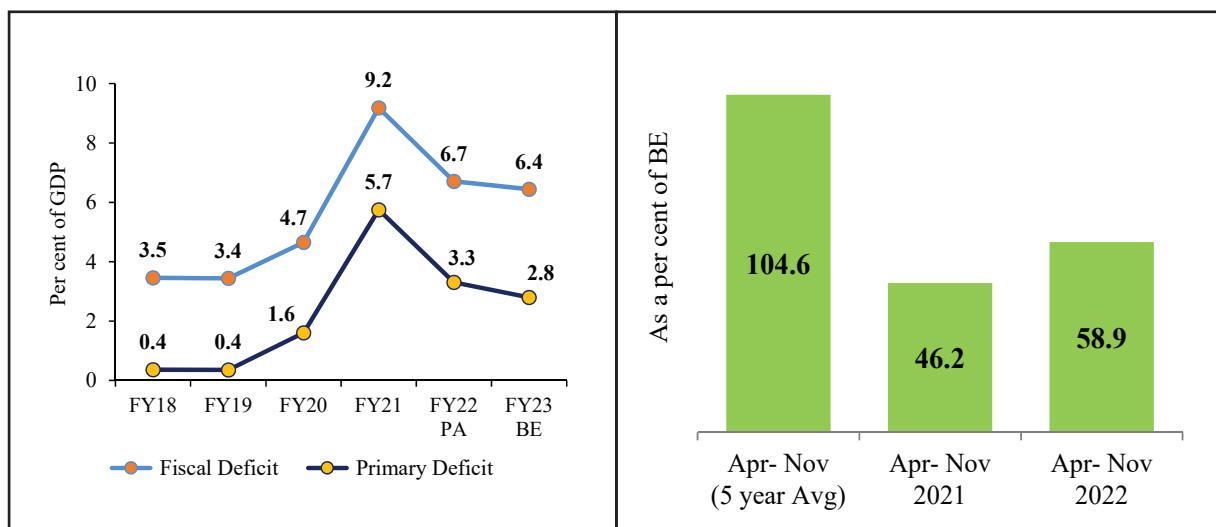 Per cent of GDP
10
8
6
4
2
0
3.5
3.4
4.7
9.2
6.7
6.4
0.4
0.4
1.6
5.7
3.3
2.8
FY18
FY19
FY20
FY21
FY22
PA
FY23
BE
Fiscal Deficit
Primary Deficit
As a per cent of BE
104.6
46.2
58.9
Apr- Nov
(5 year Avg)
Apr- Nov
2021
Apr- Nov
2022